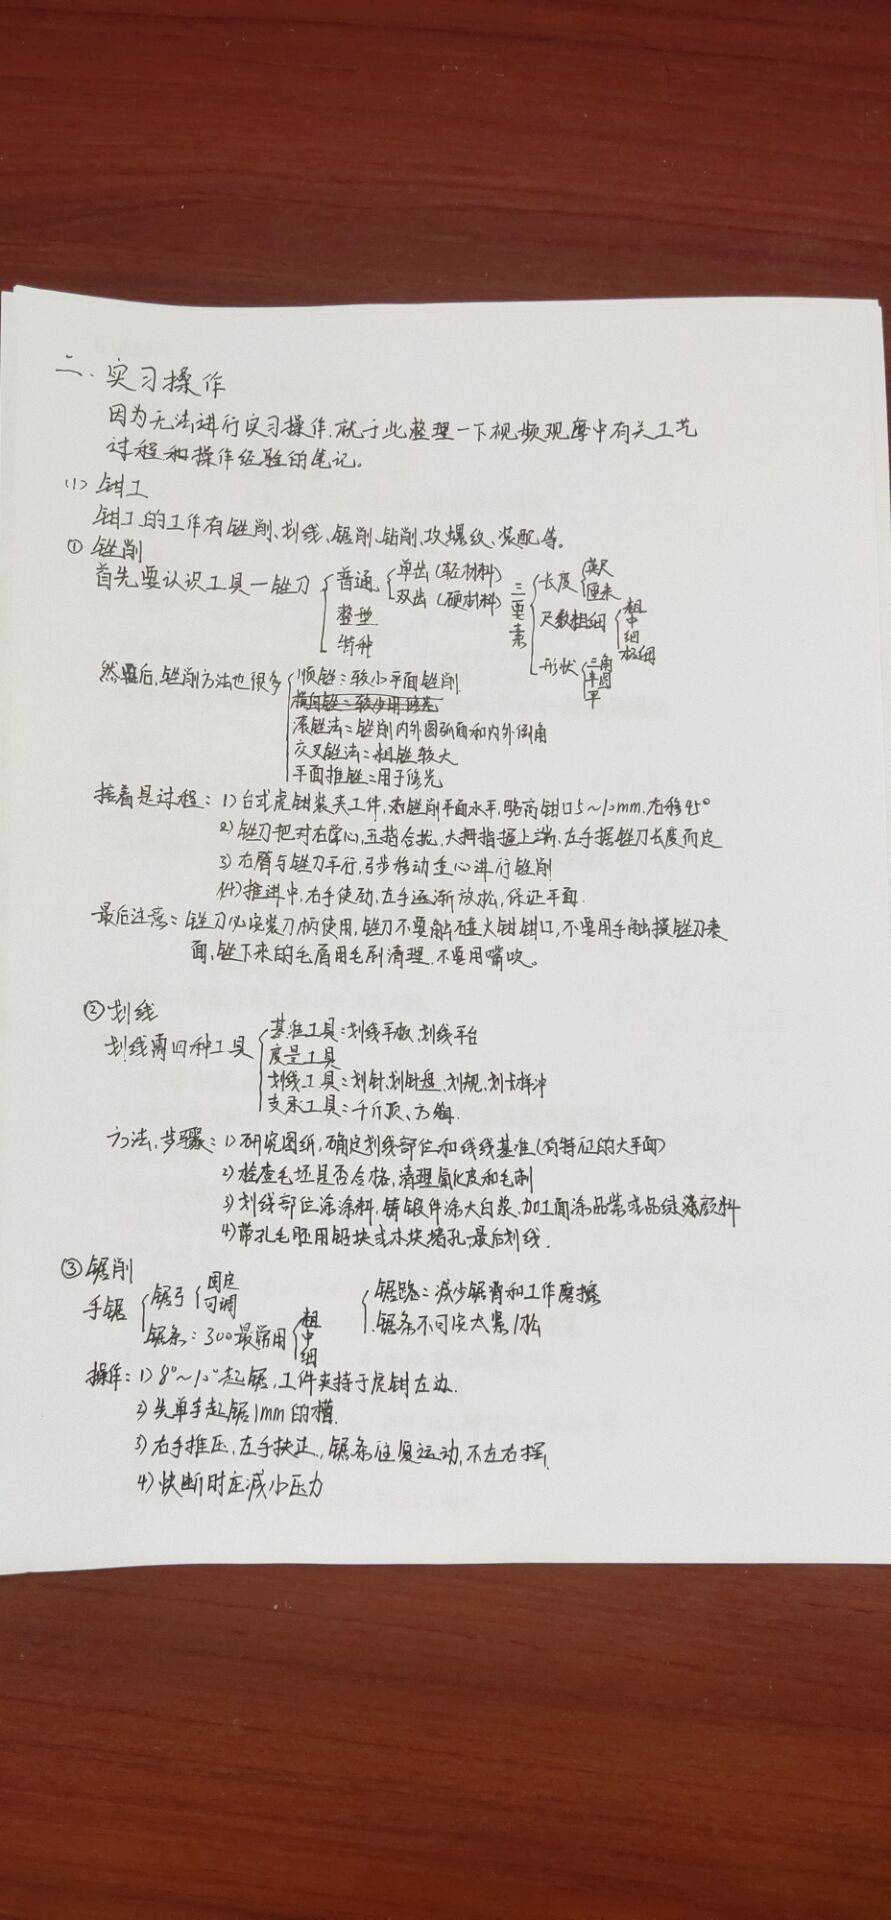 二、实习操作
因为无法进行实习操作,就于此整理一下视频观摩中有关工艺
过程和操作经验的笔记。
(1) 钳工
钳工的工作有锉削、划线、锯削、钻削、攻螺纹、装配等。
① 锉削
首先要认识工具—锉刀
普通 单齿(轻材料)
双齿(硬材料)
整型
特种
三要素
长度 英尺
厘米
尺数粗细 粗
中
细
极细
形状 三角
半圆
平
然后,锉削方法也很多
顺锉:较小平面锉削
横向锉:较少用修光
滚锉法:锉削内外圆弧面和内外倒角
交叉锉法:粗锉较大
平面推锉:用于修光
接着是过程:1)台式虎钳装夹工件,锉削平面水平,略高钳口5~10mm,右移45°
2)锉刀把对右掌心,五指合拢,大拇指握上端,左手据锉刀长度而定
3)右臂与锉刀平行,弓步移动重心进行锉削
(4)推进中,右手使劲,左手逐渐放松,保证平面.
最后注意:锉刀必安装刀柄使用,锉刀不要触碰火钳钳口,不要用手触摸锉刀表
面,锉下来的毛屑用毛刷清理.不要用嘴吹。
② 划线
划线需四种工具
基准工具:划线平板,划线平台
度量工具
划线工具:划针,划针盘,划规,划卡样冲
支承工具:千斤顶、方箱.
方法、步骤:1)研究图纸,确定划线部位和线线基准(有特征的大平面)
2)检查毛坯是否合格,清理氧化皮和毛刺
3)划线部位涂涂料,铸锻件涂大白浆,加工面涂品紫或品绿颜料
4)带孔毛胚用铅块或木块堵孔,最后划线.
③ 锯削
手锯
锯弓 固定
可调
锯条:300最常用 粗
中
细
锯路:减少锯背和工作磨擦
锯条不可安太紧/松
操作:1)8°~10°起锯,工件夹持于虎钳左边.
2)先单手起锯1mm的槽.
3)右手推压,左手扶正,锯条往复运动,不左右摆.
4)快断时应减小压力